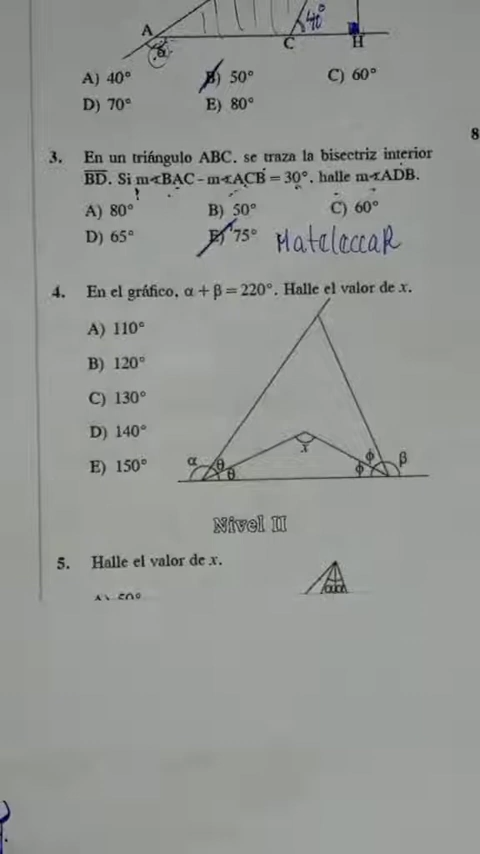 A
40°
C
H
A) 40°
B) 50°
C) 60°
D) 70°
E) 80°
8
3. En un triángulo ABC, se traza la bisectriz interior
BD. Si m∢BAC - m∢ACB = 30°, halle m∢ADB.
A) 80°
B) 50°
C) 60°
D) 65°
E) 75°
4. En el gráfico, α + β = 220°. Halle el valor de x.
A) 110°
B) 120°
C) 130°
D) 140°
E) 150°
x
α θ θ
ϕ ϕ β
Nivel II
5. Halle el valor de x.